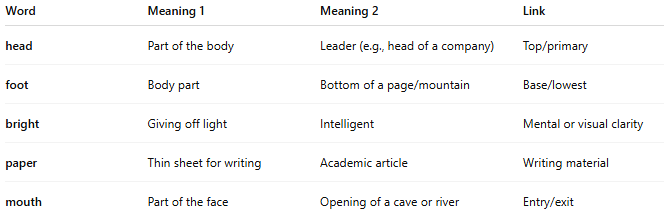 Word Meaning 1 Meaning 2 Link
head Part of the body Leader (e.g., head of a company) Top/primary
foot Body part Bottom of a page/mountain Base/lowest
bright Giving off light Intelligent Mental or visual clarity
paper Thin sheet for writing Academic article Writing material
mouth Part of the face Opening of a cave or river Entry/exit